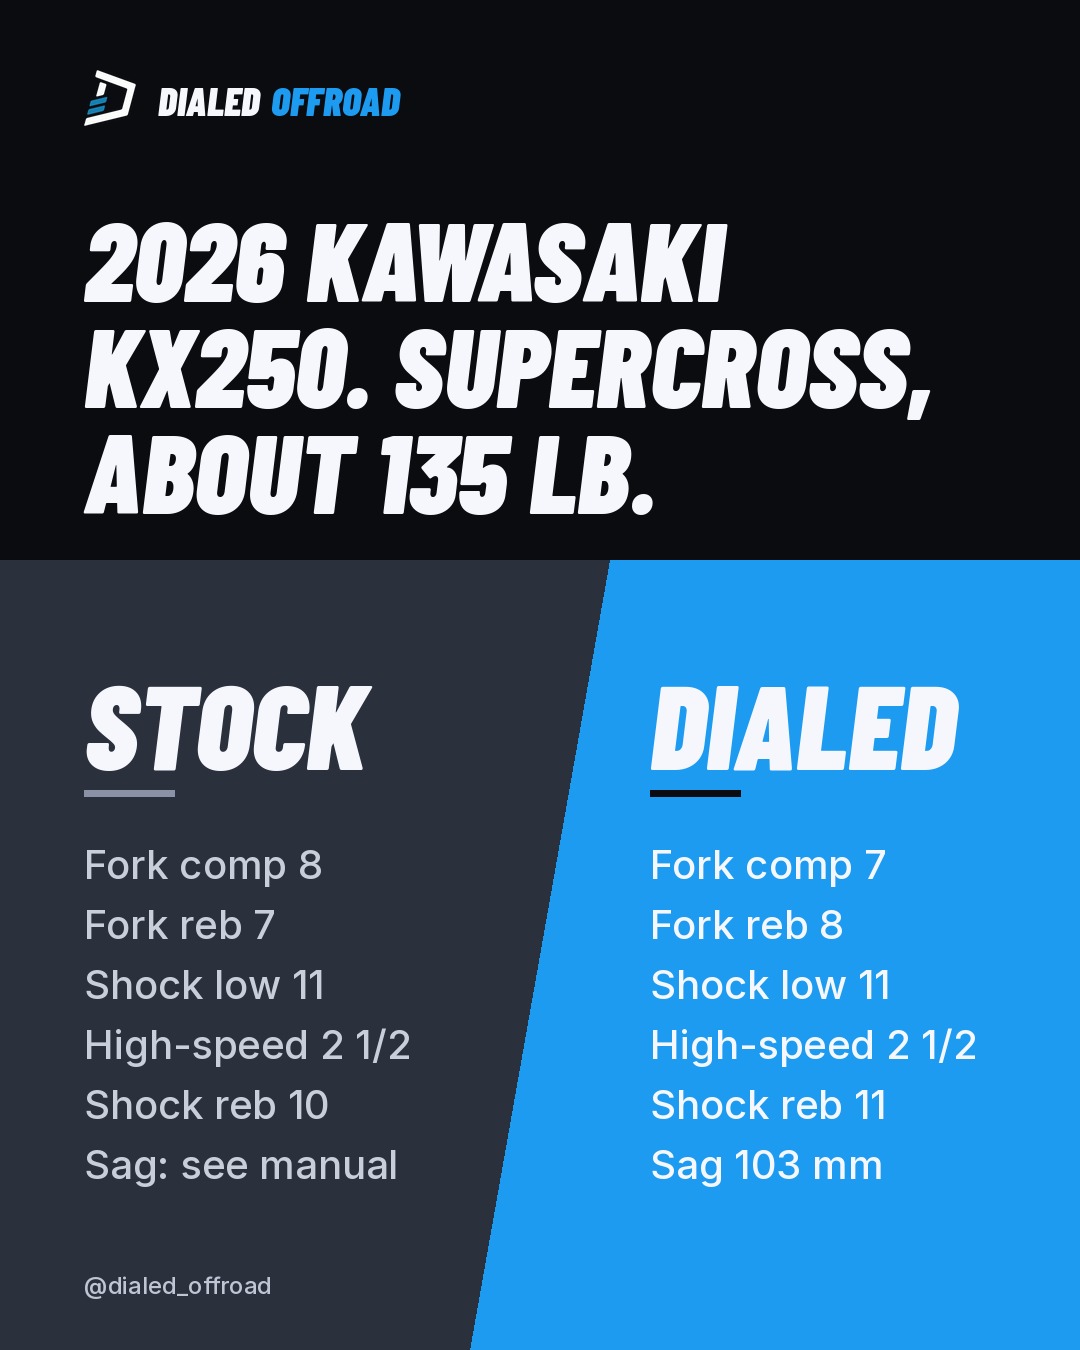 DIALED OFFROAD
2026 KAWASAKI
KX250. SUPERCROSS,
ABOUT 135 LB.
STOCK
Fork comp 8
Fork reb 7
Shock low 11
High-speed 2 1/2
Shock reb 10
Sag: see manual
DIALED
Fork comp 7
Fork reb 8
Shock low 11
High-speed 2 1/2
Shock reb 11
Sag 103 mm
@dialed_offroad